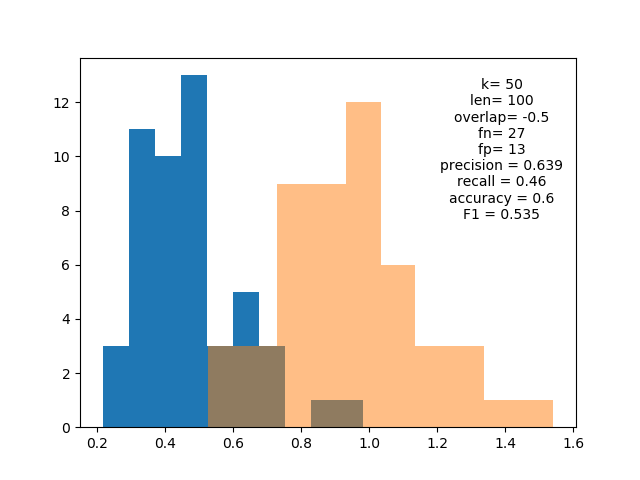 k= 50
len= 100
overlap= -0.5
fn= 27
fp= 13
precision = 0.639
recall = 0.46
accuracy = 0.6
F1 = 0.535
12
10
8
6
4
2
0
0.2 0.4 0.6 0.8 1.0 1.2 1.4 1.6